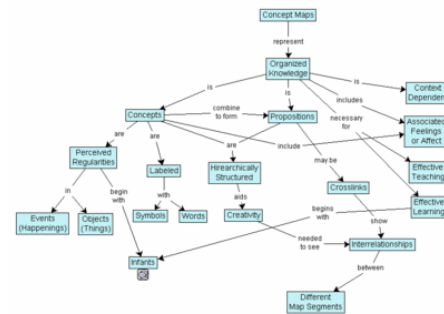 Concept Maps
represent
Organized
Knowledge
is
Context
Dependent
is
is
includes
Concepts
combine
to form
Propositions
necessary
for
Associated
Feelings
or Affect
are
are
are
include
Perceived
Regularities
Labeled
Hirearchically
Structured
may be
Effective
Teaching
in
begin
with
with
aids
Crosslinks
Events
(Happenings)
Objects
(Things)
Symbols
Words
Creativity
begins
with
show
Effective
Learning
needed
to see
Interrelationships
Infants
between
Different
Map Segments